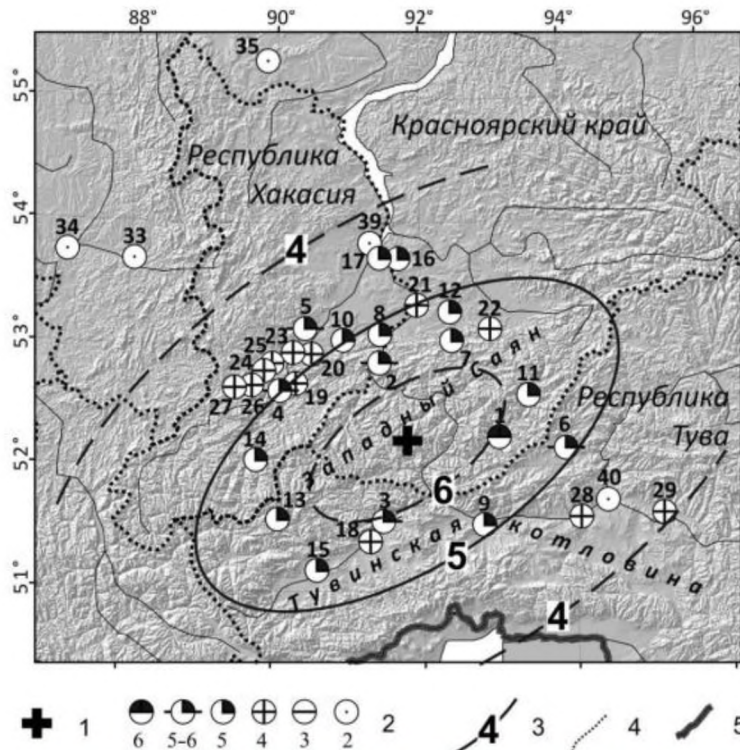 88° 90° 92° 94° 96°
35
55°
Красноярский край
Республика
Хакасия
54°
34 33 39
4
17 16
21 12 22
53°
5 10 8
25 23 7
24 20 2
27 26 4 19
11
Западный Саян
Республика
Тува
1 6
52°
14
6
40
13 3 9 28 29
18
5
15
51°
Тувинская котловина
4
1 2 4 3 4 5
6 5-6 5 4 3 2